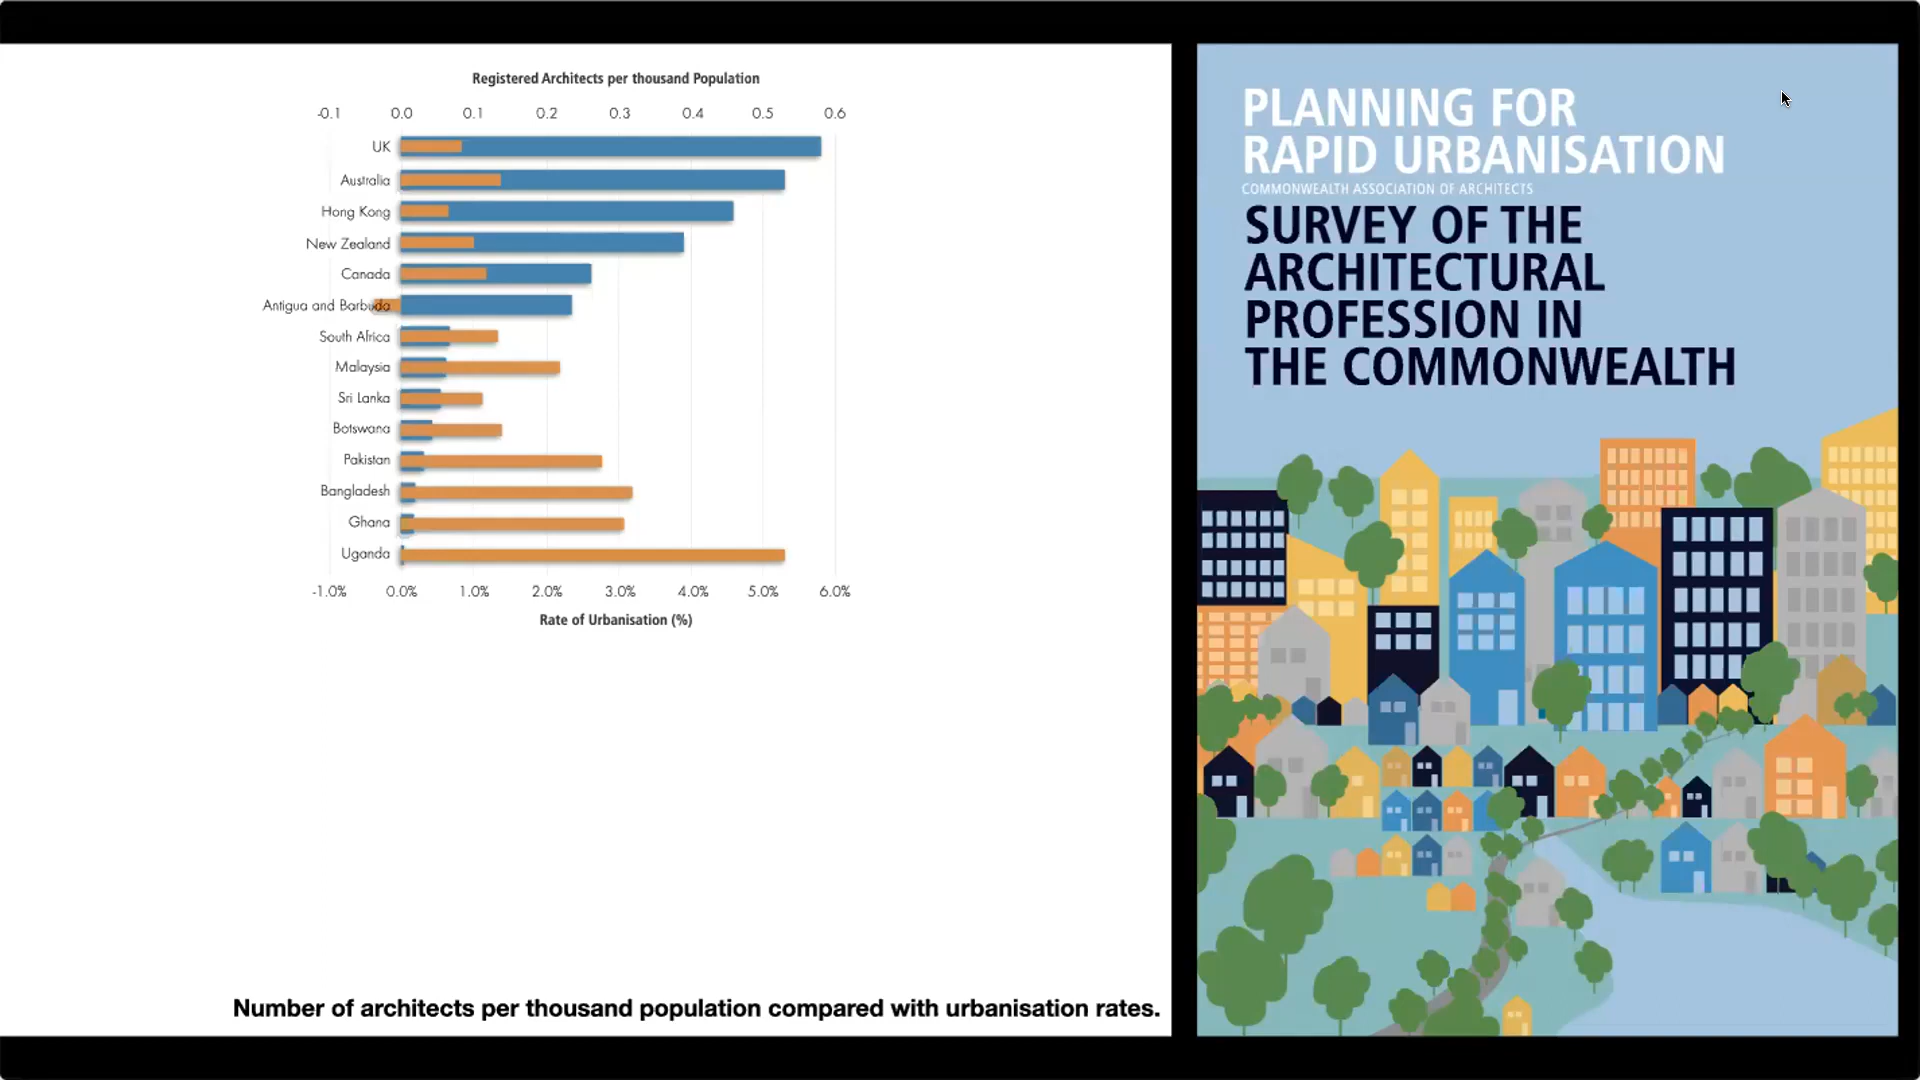 Registered Architects per thousand Population
-0.1 0.0 0.1 0.2 0.3 0.4 0.5 0.6
UK
Australia
Hong Kong
New Zealand
Canada
Antigua and Barbuda
South Africa
Malaysia
Sri Lanka
Botswana
Pakistan
Bangladesh
Ghana
Uganda
-1.0% 0.0% 1.0% 2.0% 3.0% 4.0% 5.0% 6.0%
Rate of Urbanisation (%)
Number of architects per thousand population compared with urbanisation rates.
PLANNING FOR
RAPID URBANISATION
COMMONWEALTH ASSOCIATION OF ARCHITECTS
SURVEY OF THE
ARCHITECTURAL
PROFESSION IN
THE COMMONWEALTH